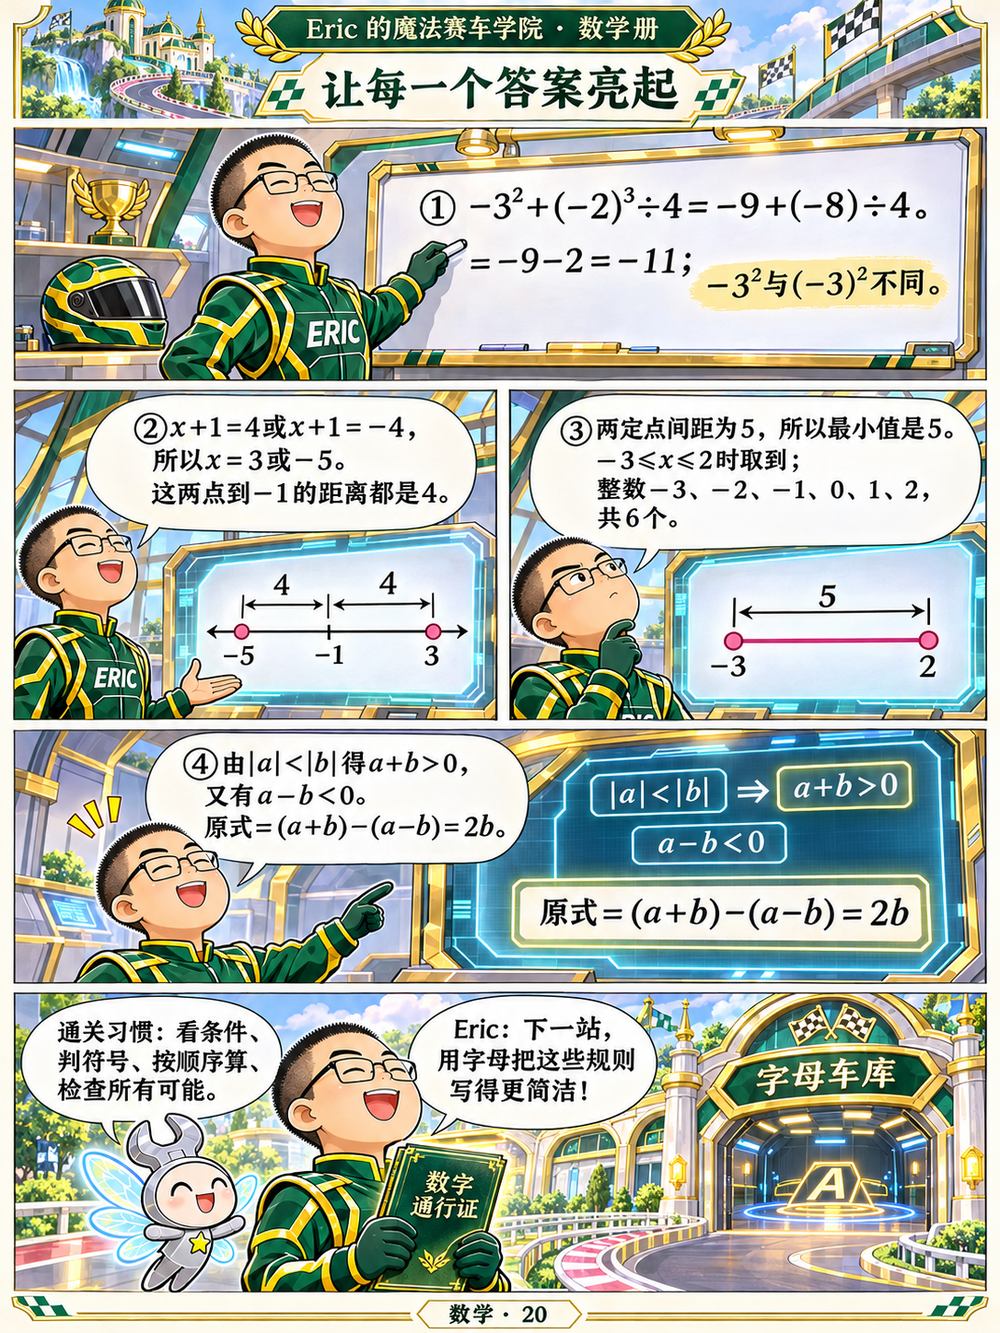 Eric 的魔法赛车学院 · 数学册
让每一个答案亮起
① −3²+(−2)³÷4=−9+(−8)÷4。
=−9−2=−11；
−3²与(−3)²不同。
ERIC
②x+1=4或x+1=−4，
所以x=3或−5。
这两点到−1的距离都是4。
4 4
−5 −1 3
ERIC
③两定点间距为5，所以最小值是5。
−3⩽x⩽2时取到；
整数−3、−2、−1、0、1、2，
共6个。
5
−3 2
ERIC
④由|a|<|b|得a+b>0，
又有a−b<0。
原式=(a+b)−(a−b)=2b。
|a|<|b| ⇒ a+b>0
a−b<0
原式=(a+b)−(a−b)=2b
通关习惯：看条件、
判符号、按顺序算、
检查所有可能。
Eric：下一站，
用字母把这些规则
写得更简洁！
字母车库
A
数字
通行证
数学 · 20